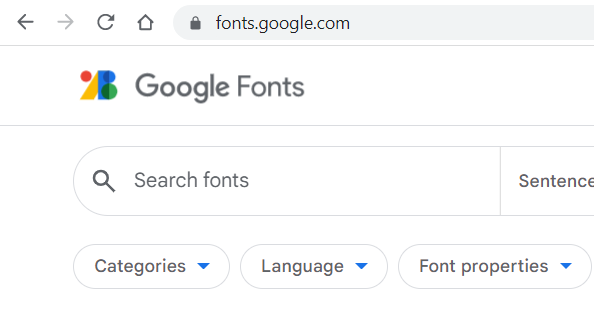 fonts.google.com
Google Fonts
Search fonts Sentence
Categories Language Font properties